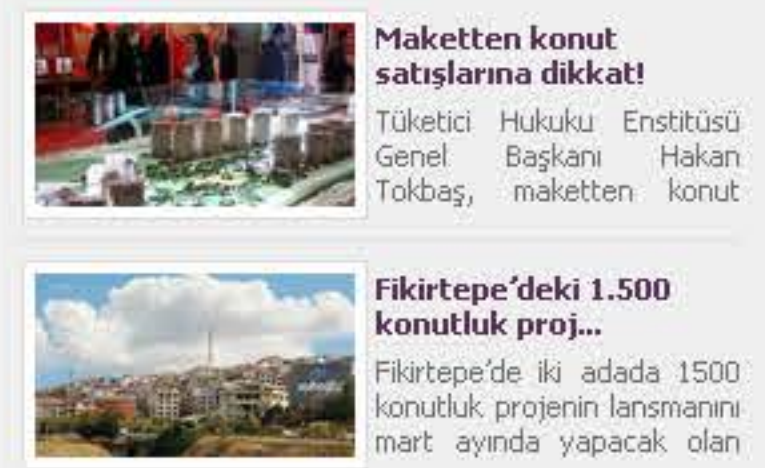 Maketten konut
satışlarına dikkat!
Tüketici Hukuku Enstitüsü
Genel Başkanı Hakan
Tokbaş, maketten konut
Fikirtepe'deki 1.500
konutluk proj...
Fikirtepe'de iki adada 1500
konutluk projenin lansmanını
mart ayında yapacak olan